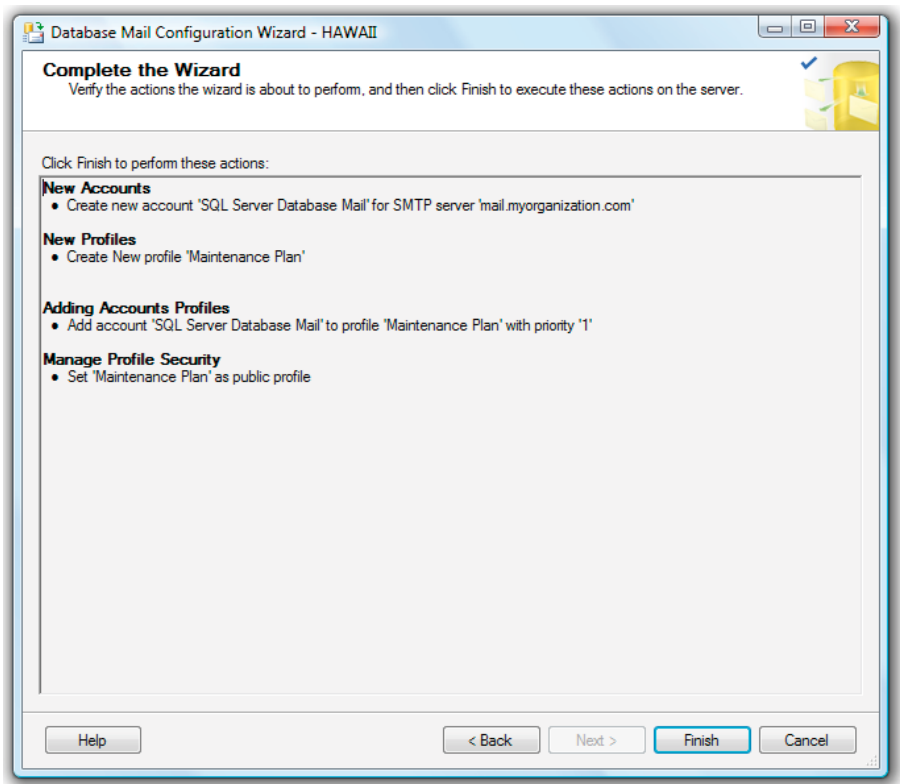 Database Mail Configuration Wizard - HAWAII
Complete the Wizard
Verify the actions the wizard is about to perform, and then click Finish to execute these actions on the server.
Click Finish to perform these actions:
New Accounts
• Create new account 'SQL Server Database Mail' for SMTP server 'mail.myorganization.com'
New Profiles
• Create New profile 'Maintenance Plan'
Adding Accounts Profiles
• Add account 'SQL Server Database Mail' to profile 'Maintenance Plan' with priority '1'
Manage Profile Security
• Set 'Maintenance Plan' as public profile
Help
< Back
Next >
Finish
Cancel